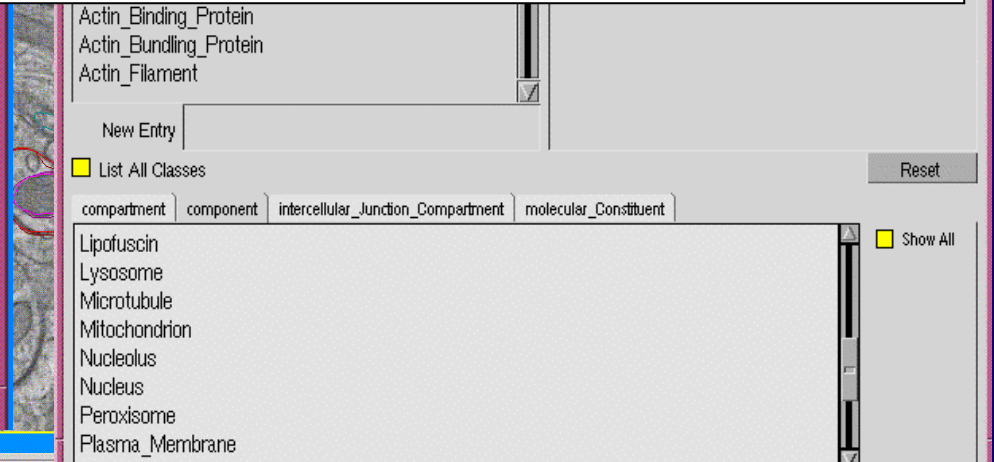 Actin_Binding_Protein
Actin_Bundling_Protein
Actin_Filament
New Entry
List All Classes
Reset
compartment component intercellular_Junction_Compartment molecular_Constituent
Show All
Lipofuscin
Lysosome
Microtubule
Mitochondrion
Nucleolus
Nucleus
Peroxisome
Plasma_Membrane